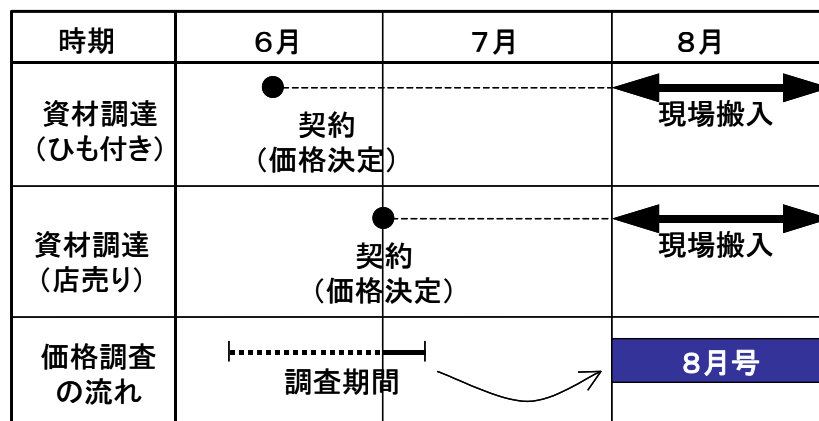 時期
６月
７月
８月
資材調達
（ひも付き）
契約
（価格決定）
現場搬入
資材調達
（店売り）
契約
（価格決定）
現場搬入
価格調査
の流れ
調査期間
８月号